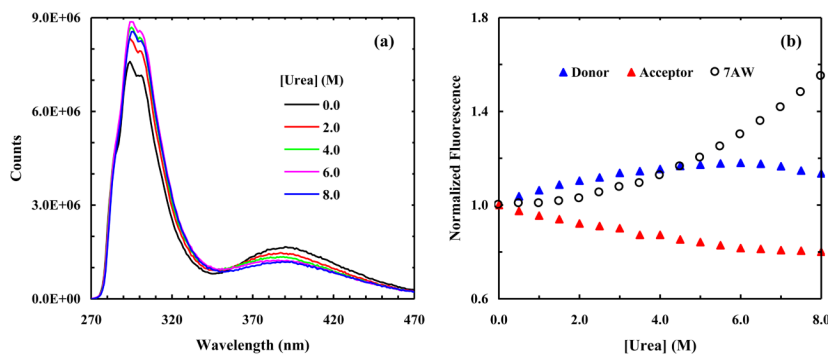 9.0E+06
6.0E+06
3.0E+06
0.0E+00
Counts
(a)
[Urea] (M)
0.0
2.0
4.0
6.0
8.0
270
320
370
420
470
Wavelength (nm)
1.8
1.4
1.0
0.6
Normalized Fluorescence
(b)
Donor
Acceptor
7AW
0.0
2.0
4.0
6.0
8.0
[Urea] (M)